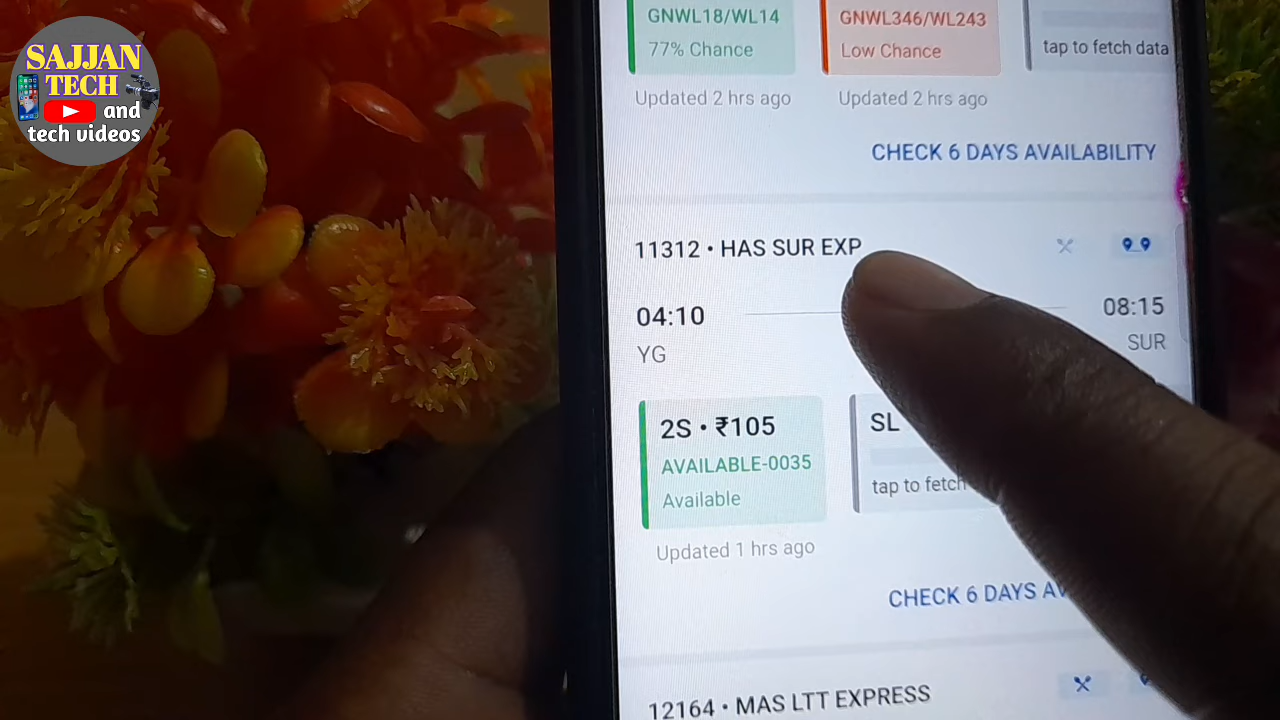 SAJJAN
TECH
and
tech videos
GNWL18/WL14
77% Chance
Updated 2 hrs ago
GNWL346/WL243
Low Chance
Updated 2 hrs ago
tap to fetch data
CHECK 6 DAYS AVAILABILITY
11312 • HAS SUR EXP
04:10
08:15
YG
SUR
2S • ₹105
AVAILABLE-0035
Available
Updated 1 hrs ago
SL
tap to fetch
CHECK 6 DAYS
12164 • MAS LTT EXPRESS